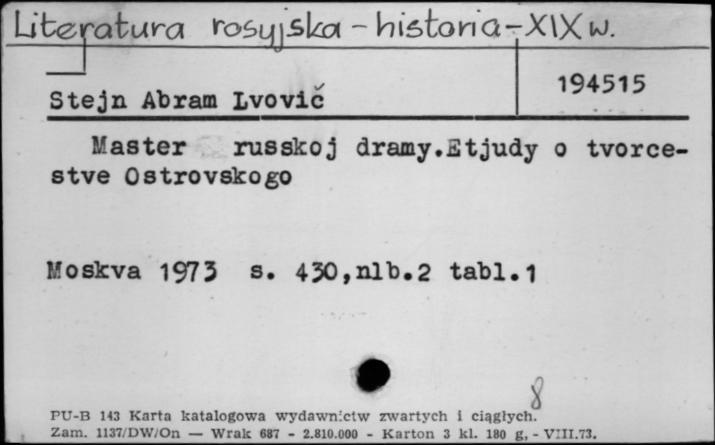 Literatura rosyjska - historia - XIX w.
194515
Stejn Abram Lvovič
Master russkoj dramy.Etjudy o tvorce-
stve Ostrovskogo
Moskva 1973 s. 430,nlb.2 tabl.1
8
PU-B 143 Karta katalogowa wydawnictw zwartych i ciągłych.
Zam. 1137/DW/On — Wrak 687 - 2.810.000 - Karton 3 kl. 180 g, - VIII.73.